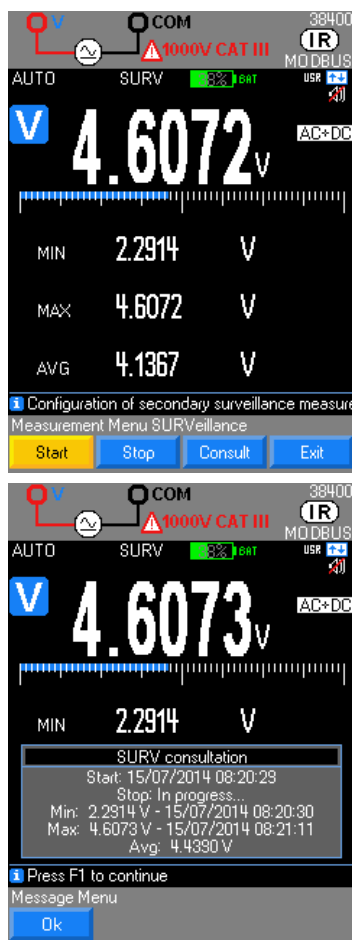 V COM 38400
1000V CAT III IR
MODBUS
AUTO SURV 88% BAT USR
V 4.6072 V AC+DC
MIN 2.2914 V
MAX 4.6072 V
AVG 4.1367 V
i Configuration of secondary surveillance measure
Measurement Menu SURVeillance
Start Stop Consult Exit
V COM 38400
1000V CAT III IR
MODBUS
AUTO SURV BAT USR
V 4.6073 V AC+DC
MIN 2.2914 V
SURV consultation
Start: 15/07/2014 08:20:29
Stop: In progress...
Min: 2.2914 V - 15/07/2014 08:20:30
Max: 4.6073 V - 15/07/2014 08:21:11
Avg: 4.4390 V
i Press F1 to continue
Message Menu
Ok